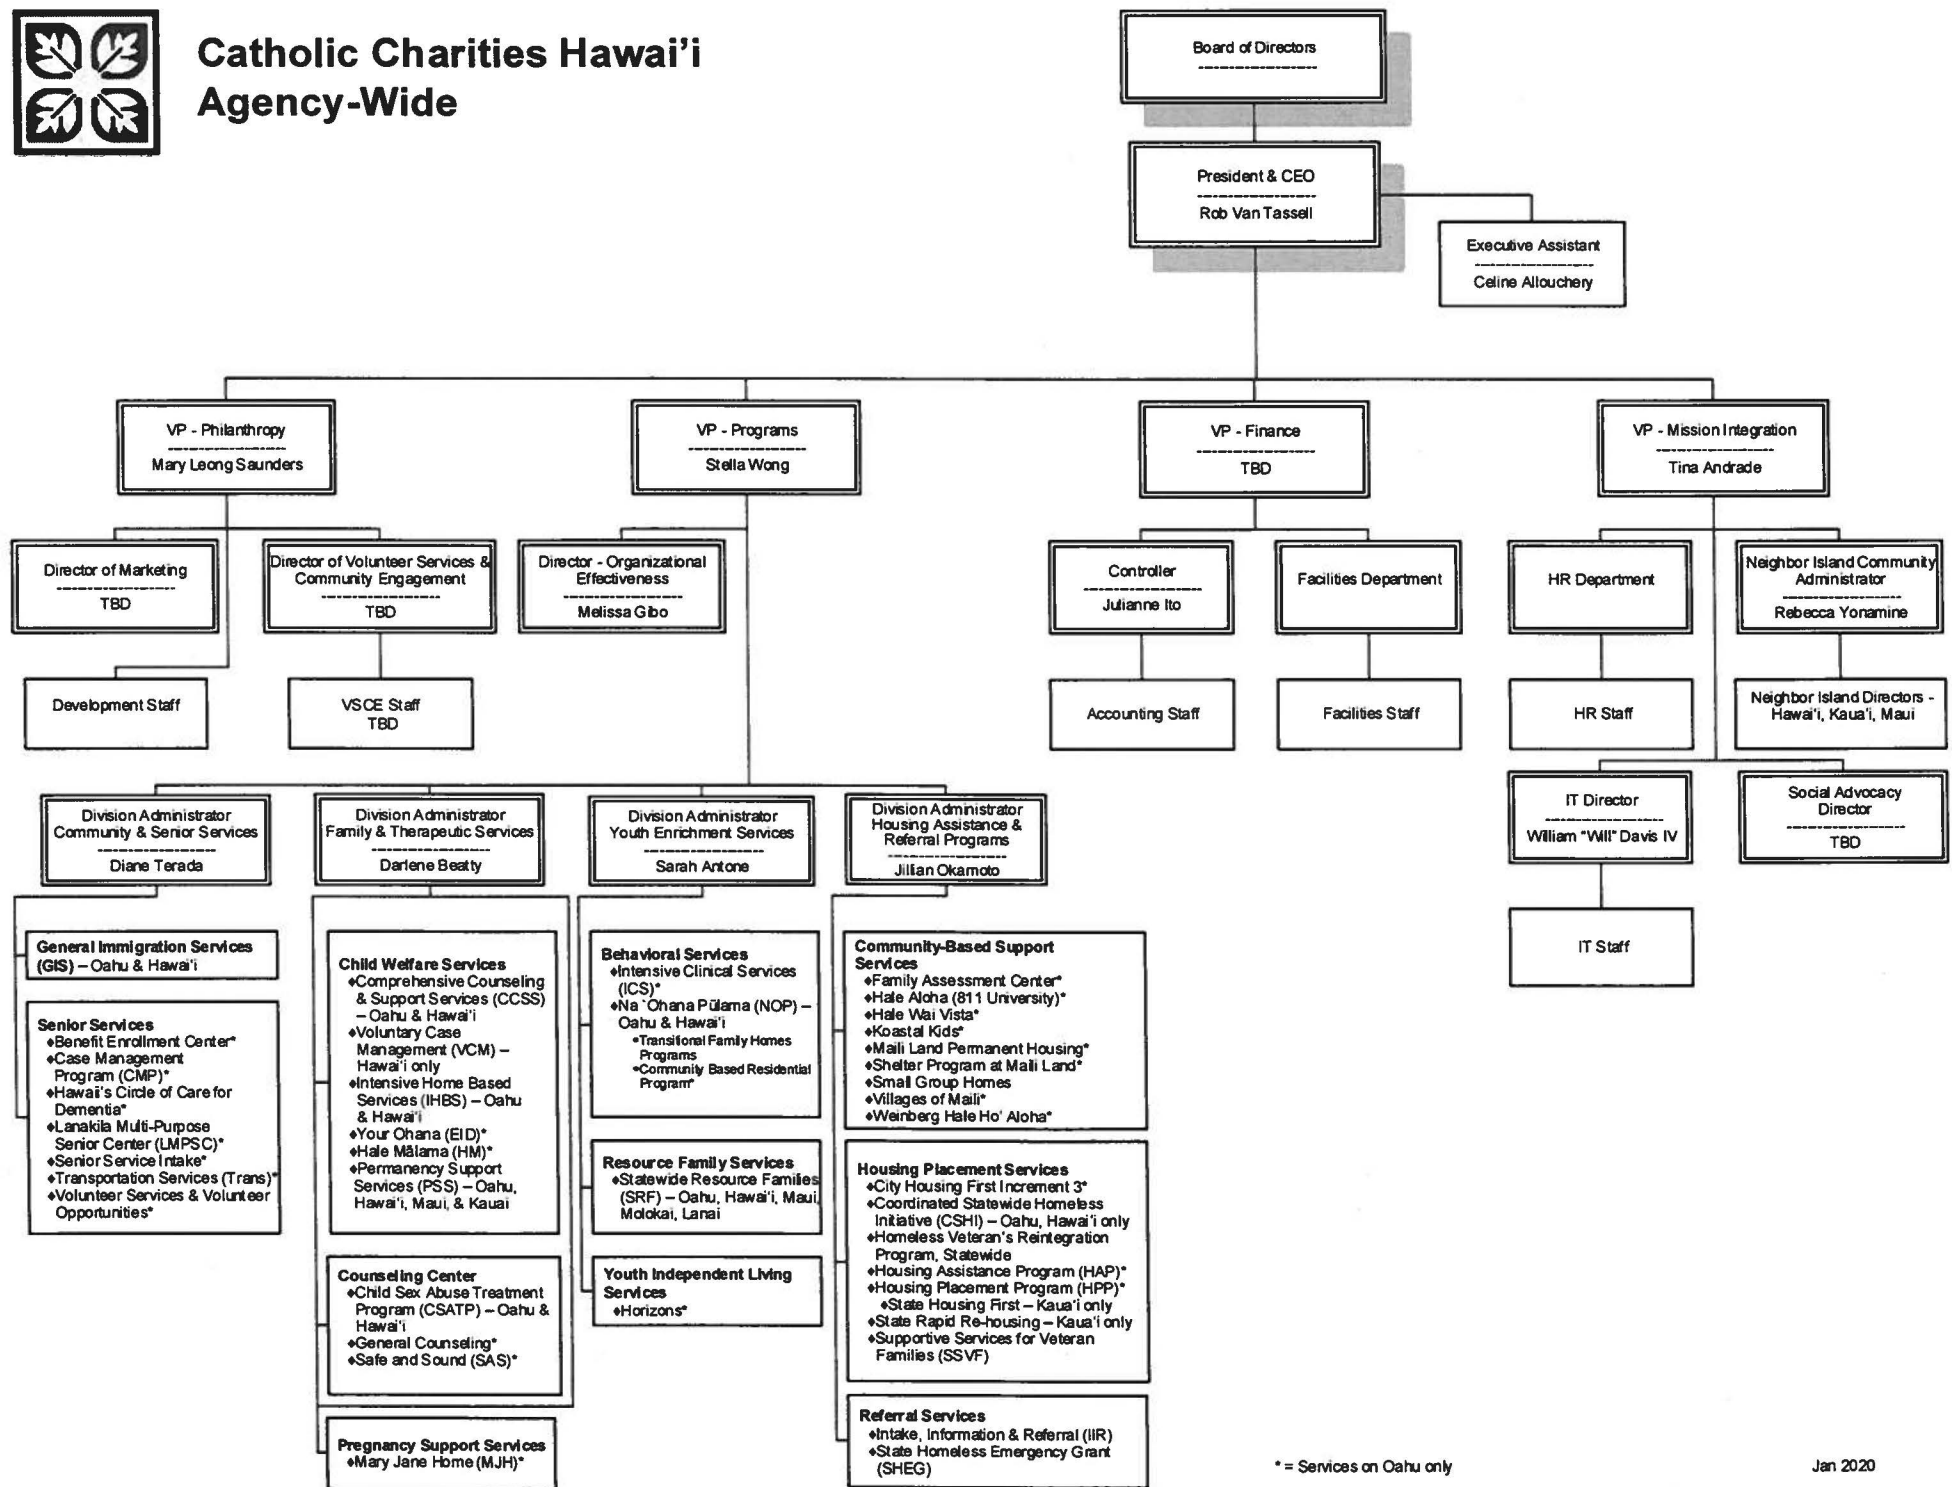 Catholic Charities Hawai'i
Agency-Wide
Board of Directors
President & CEO
Rob Van Tassell
Executive Assistant
Celine Allouchery
VP - Philanthropy
Mary Leong Saunders
VP - Programs
Stella Wong
VP - Finance
TBD
VP - Mission Integration
Tina Andrade
Director of Marketing
TBD
Director of Volunteer Services &
Community Engagement
TBD
Director - Organizational
Effectiveness
Melissa Gibo
Controller
Julianne Ito
Facilities Department
HR Department
Neighbor Island Community
Administrator
Rebecca Yonamine
Development Staff
VSCE Staff
TBD
Accounting Staff
Facilities Staff
HR Staff
Neighbor Island Directors -
Hawai'i, Kaua'i, Maui
IT Director
William "Will" Davis IV
Social Advocacy
Director
TBD
IT Staff
Division Administrator
Community & Senior Services
Diane Terada
Division Administrator
Family & Therapeutic Services
Darlene Beatty
Division Administrator
Youth Enrichment Services
Sarah Antone
Division Administrator
Housing Assistance &
Referral Programs
Jillian Okamoto
General Immigration Services
(GIS) – Oahu & Hawai'i
Senior Services
♦Benefit Enrollment Center*
♦Case Management
Program (CMP)*
♦Hawaii's Circle of Care for
Dementia*
♦Lanakila Multi-Purpose
Senior Center (LMPSC)*
♦Senior Service Intake*
♦Transportation Services (Trans)*
♦Volunteer Services & Volunteer
Opportunities*
Child Welfare Services
♦Comprehensive Counseling
& Support Services (CCSS)
– Oahu & Hawai'i
♦Voluntary Case
Management (VCM) –
Hawai'i only
♦Intensive Home Based
Services (IHBS) – Oahu
& Hawai'i
♦Your Ohana (EID)*
♦Hale Mālama (HM)*
♦Permanency Support
Services (PSS) – Oahu,
Hawai'i, Maui, & Kauai
Counseling Center
♦Child Sex Abuse Treatment
Program (CSATP) – Oahu &
Hawai'i
♦General Counseling*
♦Safe and Sound (SAS)*
Pregnancy Support Services
♦Mary Jane Home (MJH)*
Behavioral Services
♦Intensive Clinical Services
(ICS)*
♦Na `Ohana Pūlama (NOP) –
Oahu & Hawai'i
•Transitional Family Homes
Programs
•Community Based Residential
Program*
Resource Family Services
♦Statewide Resource Families
(SRF) – Oahu, Hawai'i, Maui,
Molokai, Lanai
Youth Independent Living
Services
♦Horizons*
Community-Based Support
Services
♦Family Assessment Center*
♦Hale Aloha (811 University)*
♦Hale Wai Vista*
♦Koastal Kids*
♦Maili Land Permanent Housing*
♦Shelter Program at Maili Land*
♦Small Group Homes
♦Villages of Maili*
♦Weinberg Hale Ho' Aloha*
Housing Placement Services
♦City Housing First Increment 3*
♦Coordinated Statewide Homeless
Initiative (CSHI) – Oahu, Hawai'i only
♦Homeless Veteran's Reintegration
Program, Statewide
♦Housing Assistance Program (HAP)*
♦Housing Placement Program (HPP)*
♦State Housing First – Kaua'i only
♦State Rapid Re-housing – Kaua'i only
♦Supportive Services for Veteran
Families (SSVF)
Referral Services
♦Intake, Information & Referral (IIR)
♦State Homeless Emergency Grant
(SHEG)
* = Services on Oahu only
Jan 2020